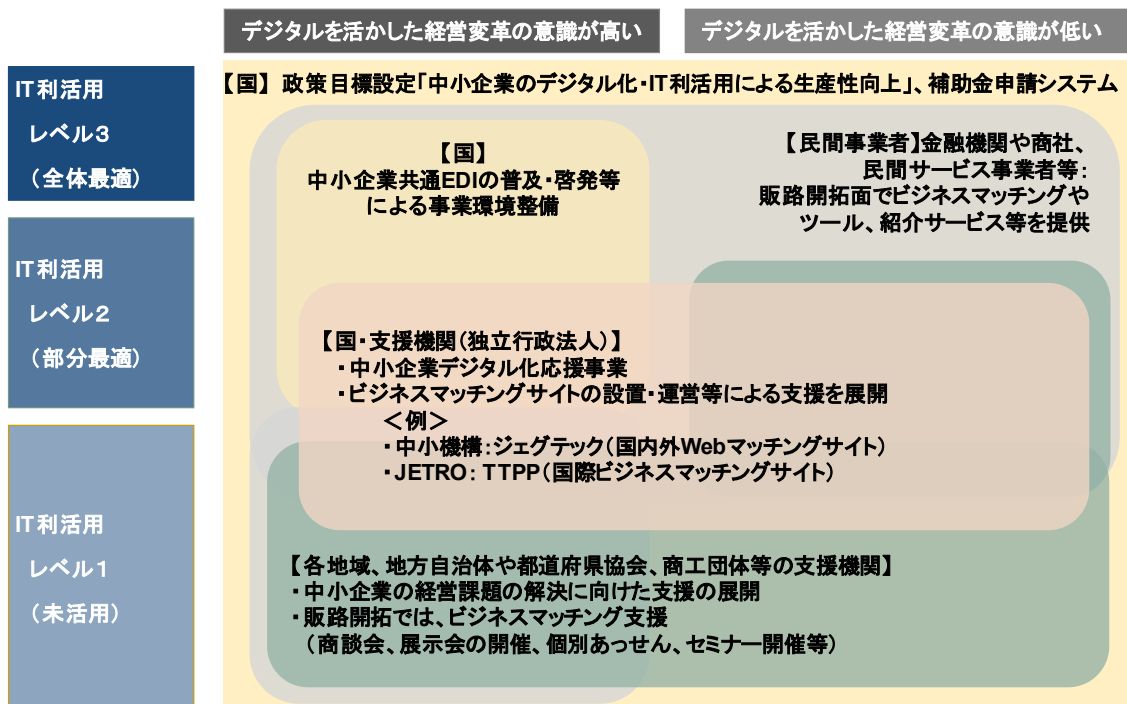 デジタルを活かした経営変革の意識が高い
デジタルを活かした経営変革の意識が低い
IT利活用
レベル3
(全体最適)
IT利活用
レベル2
(部分最適)
IT利活用
レベル1
(未活用)
【国】 政策目標設定「中小企業のデジタル化・IT利活用による生産性向上」、補助金申請システム
【国】
中小企業共通EDIの普及・啓発等
による事業環境整備
【民間事業者】金融機関や商社、
民間サービス事業者等:
販路開拓面でビジネスマッチングや
ツール、紹介サービス等を提供
【国・支援機関(独立行政法人)】
・中小企業デジタル化応援事業
・ビジネスマッチングサイトの設置・運営等による支援を展開
<例>
・中小機構:ジェグテック(国内外Webマッチングサイト)
・JETRO: TTPP(国際ビジネスマッチングサイト)
【各地域、地方自治体や都道府県協会、商工団体等の支援機関】
・中小企業の経営課題の解決に向けた支援の展開
・販路開拓では、ビジネスマッチング支援
(商談会、展示会の開催、個別あっせん、セミナー開催等)